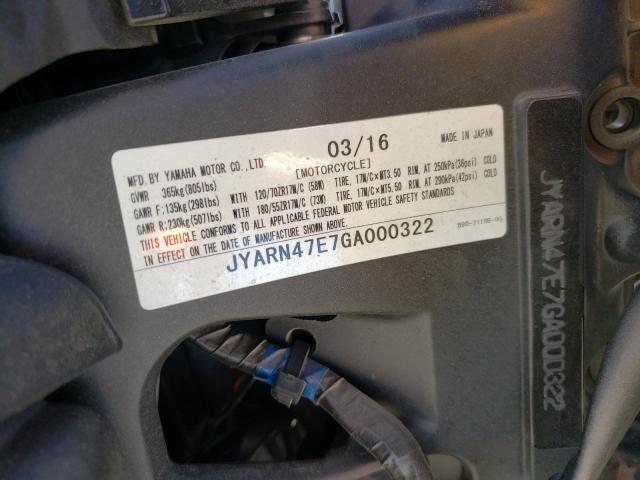 03/16
MADE IN JAPAN
MFD. BY YAMAHA MOTOR CO., LTD.
[MOTORCYCLE]
GVWR 365kg(805lbs)
GAWR F:135kg(298lbs) WITH 120/70ZR17M/C (58W) TIRE, 17M/C×MT3.50 RIM, AT 250kPa(36psi) COLD
GAWR R:230kg(507lbs) WITH 180/55ZR17M/C (73W) TIRE, 17M/C×MT5.50 RIM, AT 290kPa(42psi) COLD
THIS VEHICLE CONFORMS TO ALL APPLICABLE FEDERAL MOTOR VEHICLE SAFETY STANDARDS
IN EFFECT ON THE DATE OF MANUFACTURE SHOWN ABOVE.
JYARN47E7GA000322
JYARN47E7GA000322